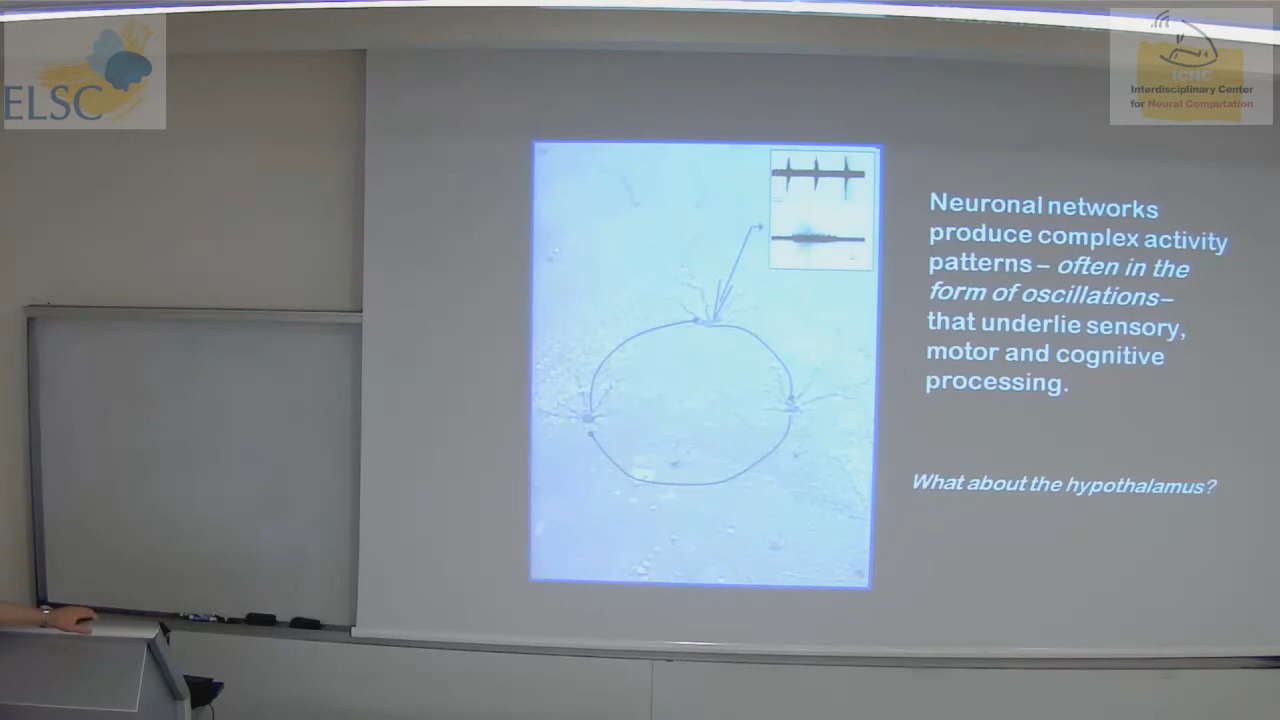 ELSC
ICNC
Interdisciplinary Center
for Neural Computation
Neuronal networks
produce complex activity
patterns – often in the
form of oscillations–
that underlie sensory,
motor and cognitive
processing.
What about the hypothalamus?